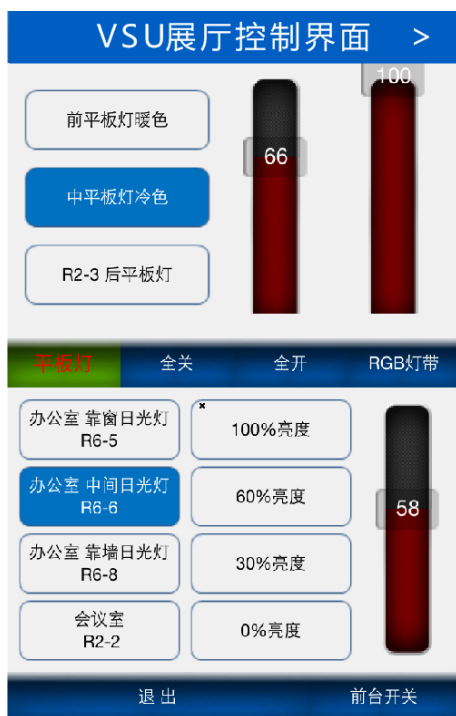 VSU展厅控制界面 >
100
前平板灯暖色
66
中平板灯冷色
R2-3 后平板灯
平板灯 全关 全开 RGB灯带
办公室 靠窗日光灯
R6-5
100%亮度
办公室 中间日光灯
R6-6
60%亮度
58
办公室 靠墙日光灯
R6-8
30%亮度
会议室
R2-2
0%亮度
退 出 前台开关